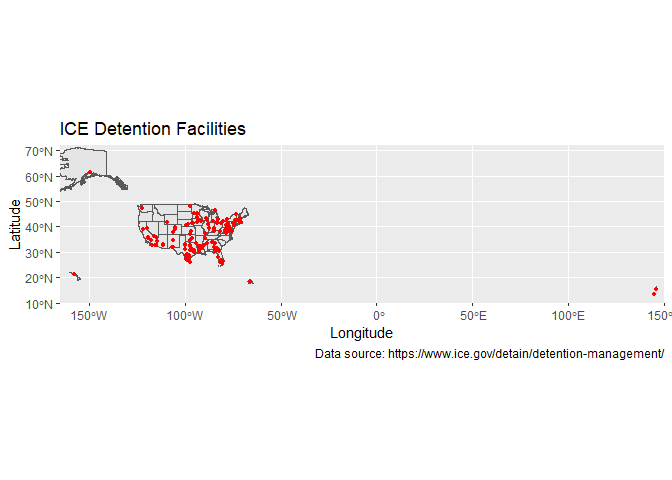 ICE Detention Facilities
70°N
60°N
50°N
40°N
30°N
20°N
10°N
Latitude
150°W 100°W 50°W 0° 50°E 100°E 150°
Longitude
Data source: https://www.ice.gov/detain/detention-management/